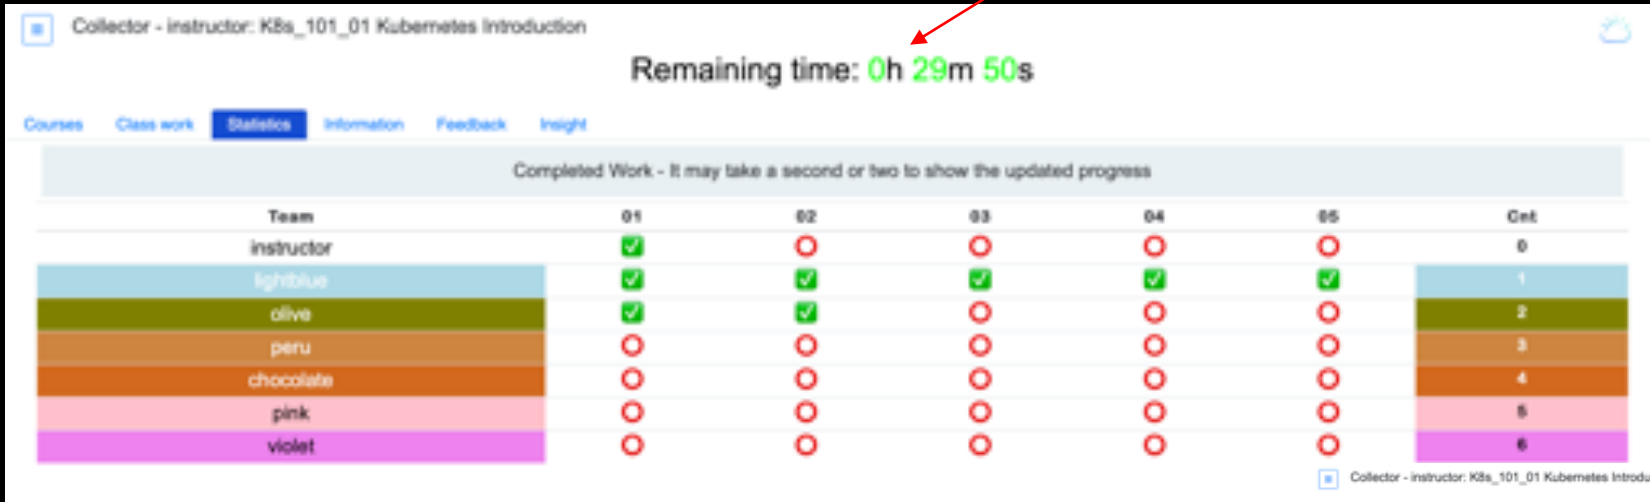 Collector - instructor: K8s_101_01 Kubernetes Introduction
Remaining time: 0h 29m 50s
Courses Class work Statistics Information Feedback Insight
Completed Work - It may take a second or two to show the updated progress
Team 01 02 03 04 05 Cnt
instructor 0
lightblue 1
olive 2
peru 3
chocolate 4
pink 5
violet 6
Collector - instructor: K8s_101_01 Kubernetes Introdu